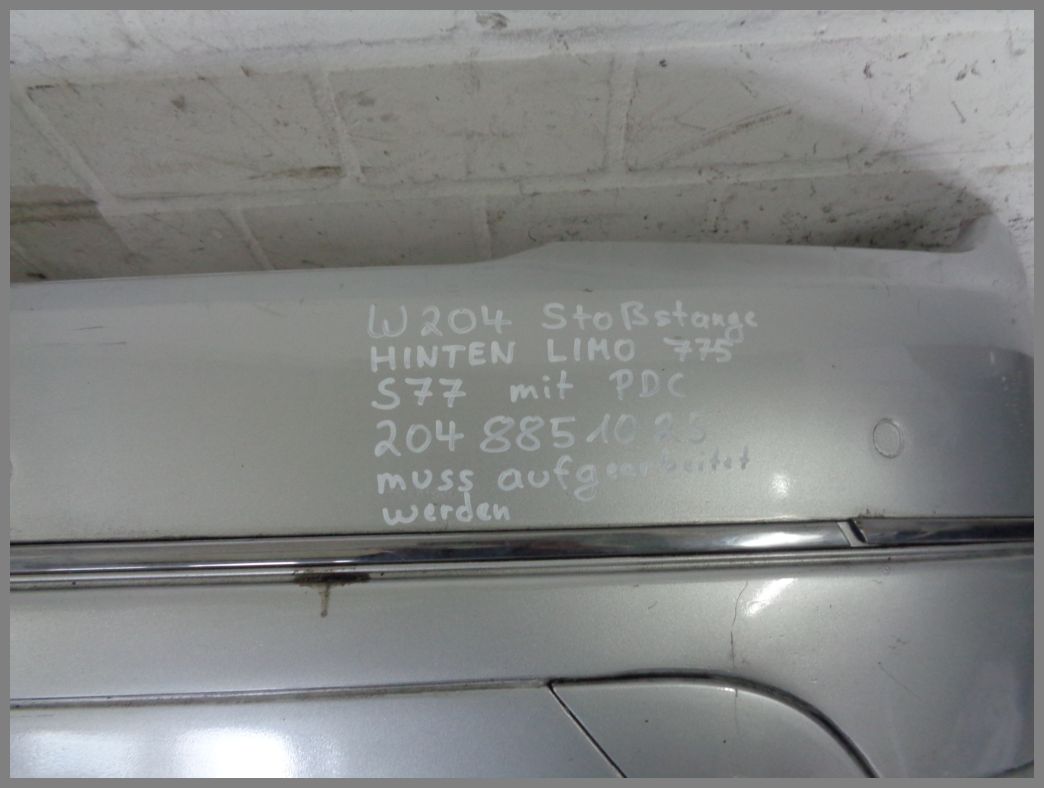 W204 Stoßstange
HINTEN LIMO 775
S77 mit PDC
204 885 10 25
muss aufgearbeitet
werden